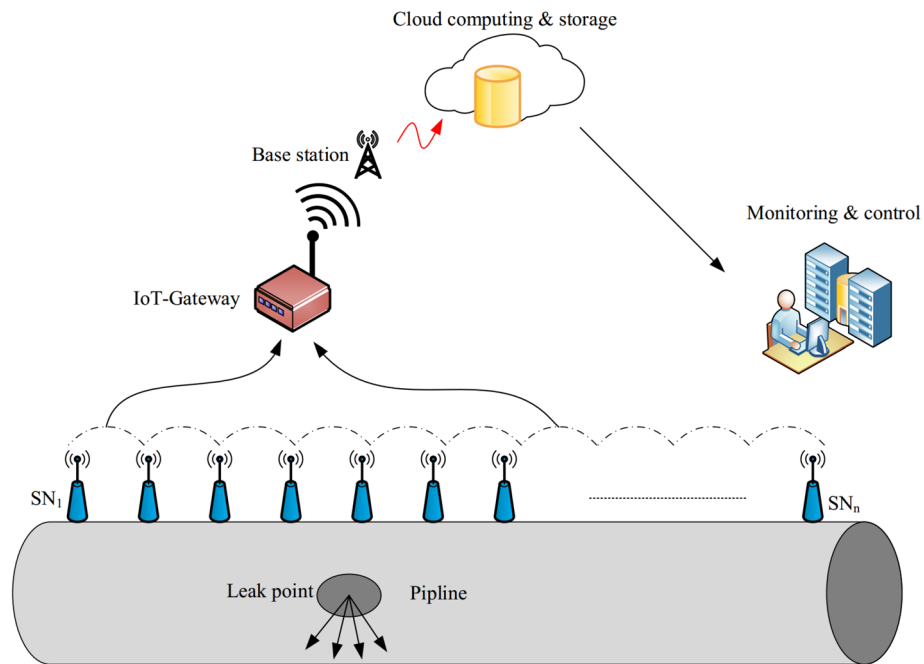 Cloud computing & storage
Base station
Monitoring & control
IoT-Gateway
SN₁
SNₙ
Leak point
Pipline